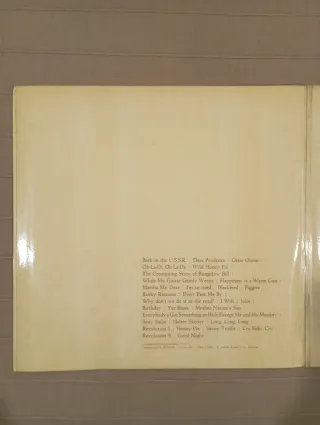 Back in the U.S.S.R. Dear Prudence Glass Onion
Ob-La-Di, Ob-La-Da Wild Honey Pie
The Continuing Story of Bungalow Bill
While My Guitar Gently Weeps Happiness is a Warm Gun
Martha My Dear I'm so tired Blackbird Piggies
Rocky Raccoon Don't Pass Me By
Why don't we do it in the road? I Will Julia
Birthday Yer Blues Mother Nature's Son
Everybody's Got Something to Hide Except Me and My Monkey
Sexy Sadie Helter Skelter Long, Long, Long
Revolution 1 Honey Pie Savoy Truffle Cry Baby Cry
Revolution 9 Good Night